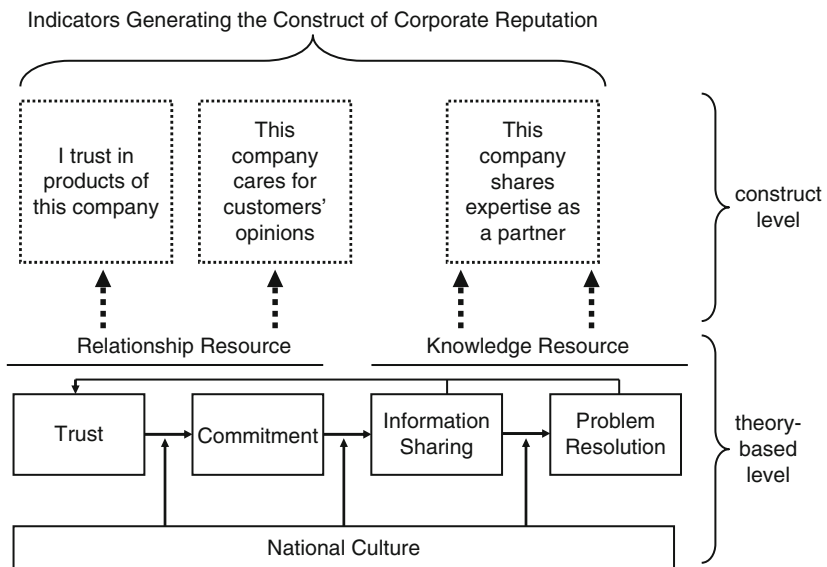 Indicators Generating the Construct of Corporate Reputation
I trust in
products of
this company
This
company
cares for
customers’
opinions
This
company
shares
expertise as
a partner
construct
level
Relationship Resource
Knowledge Resource
Trust
Commitment
Information
Sharing
Problem
Resolution
theory-
based
level
National Culture